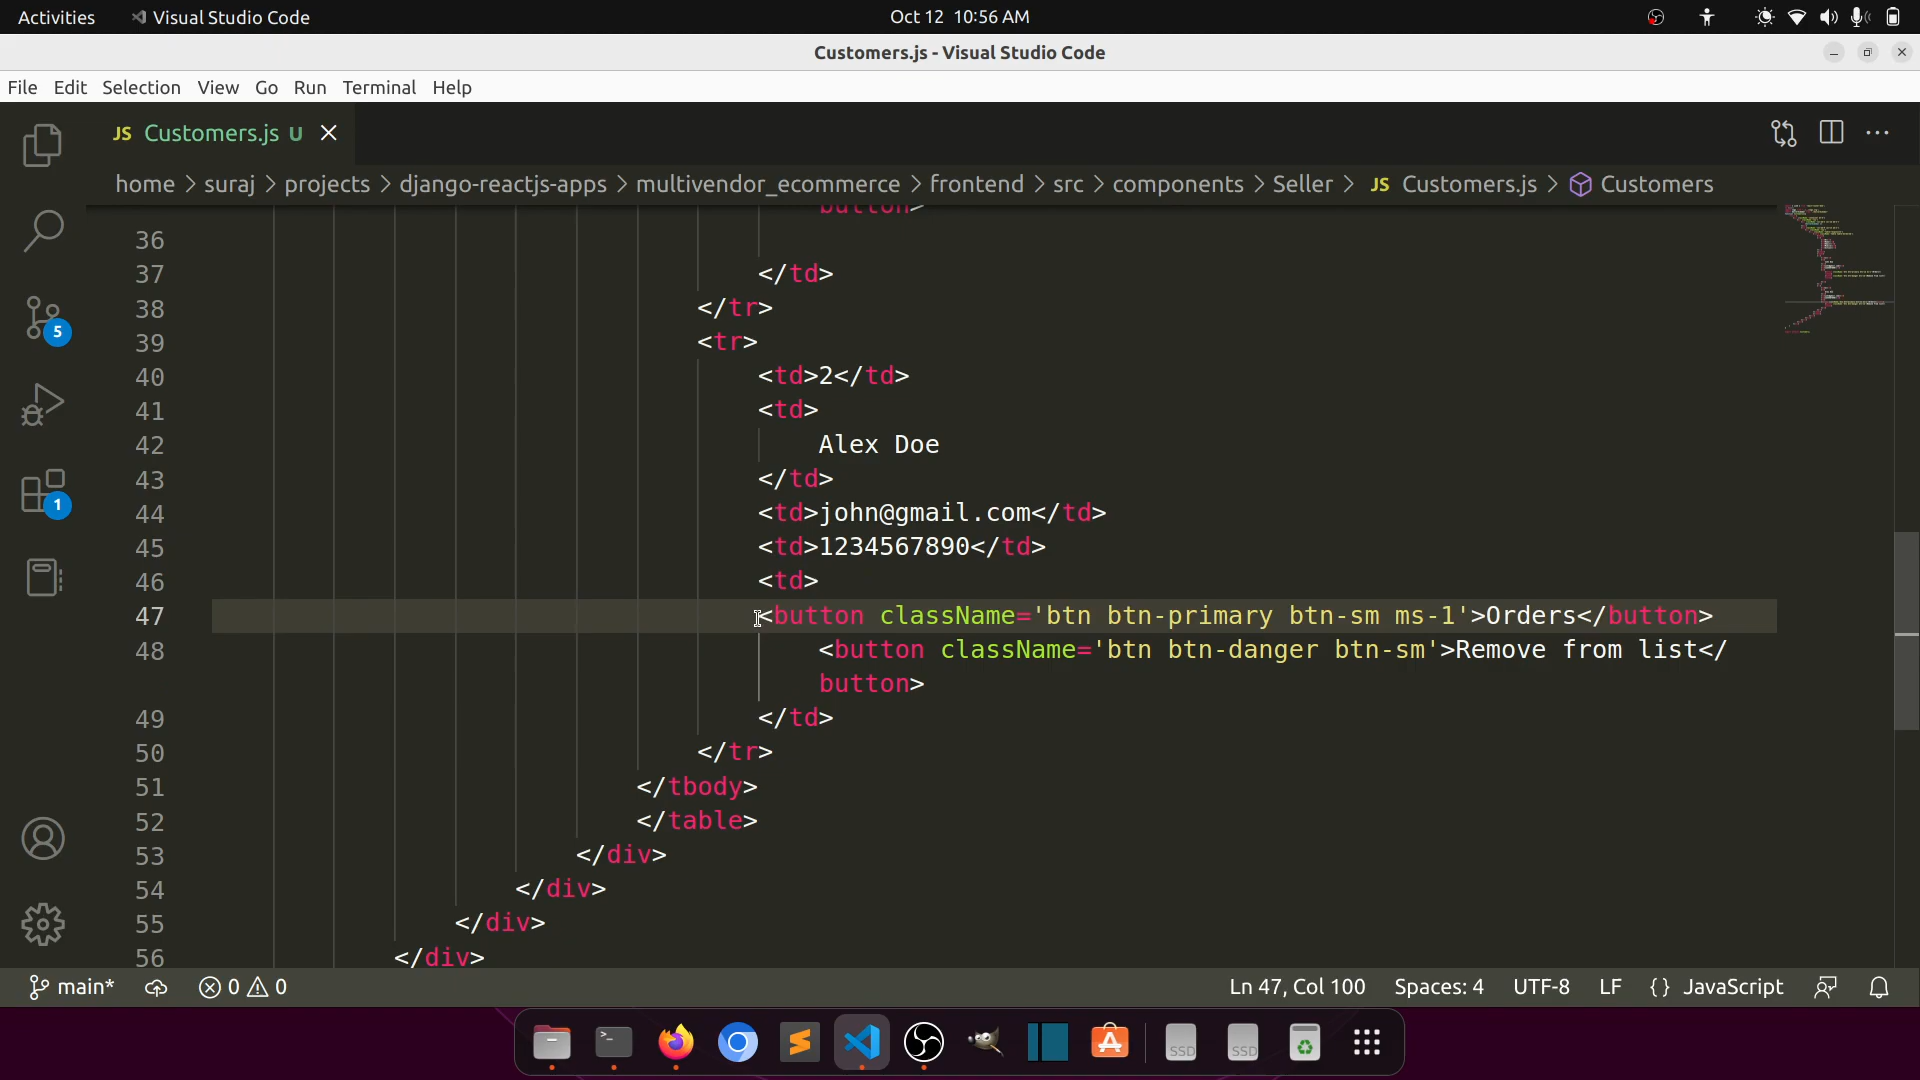 Activities
Visual Studio Code
Oct 12 10:56 AM
Customers.js - Visual Studio Code
File Edit Selection View Go Run Terminal Help
JS Customers.js U
home > suraj > projects > django-reactjs-apps > multivendor_ecommerce > frontend > src > components > Seller > JS Customers.js > Customers
button>
36
37 </td>
38 </tr>
39 <tr>
40 <td>2</td>
41 <td>
42 Alex Doe
43 </td>
44 <td>john@gmail.com</td>
45 <td>1234567890</td>
46 <td>
47 <button className='btn btn-primary btn-sm ms-1'>Orders</button>
48 <button className='btn btn-danger btn-sm'>Remove from list</
button>
49 </td>
50 </tr>
51 </tbody>
52 </table>
53 </div>
54 </div>
55 </div>
56 </div>
5
1
main* 0 0
Ln 47, Col 100 Spaces: 4 UTF-8 LF {} JavaScript
SSD
SSD